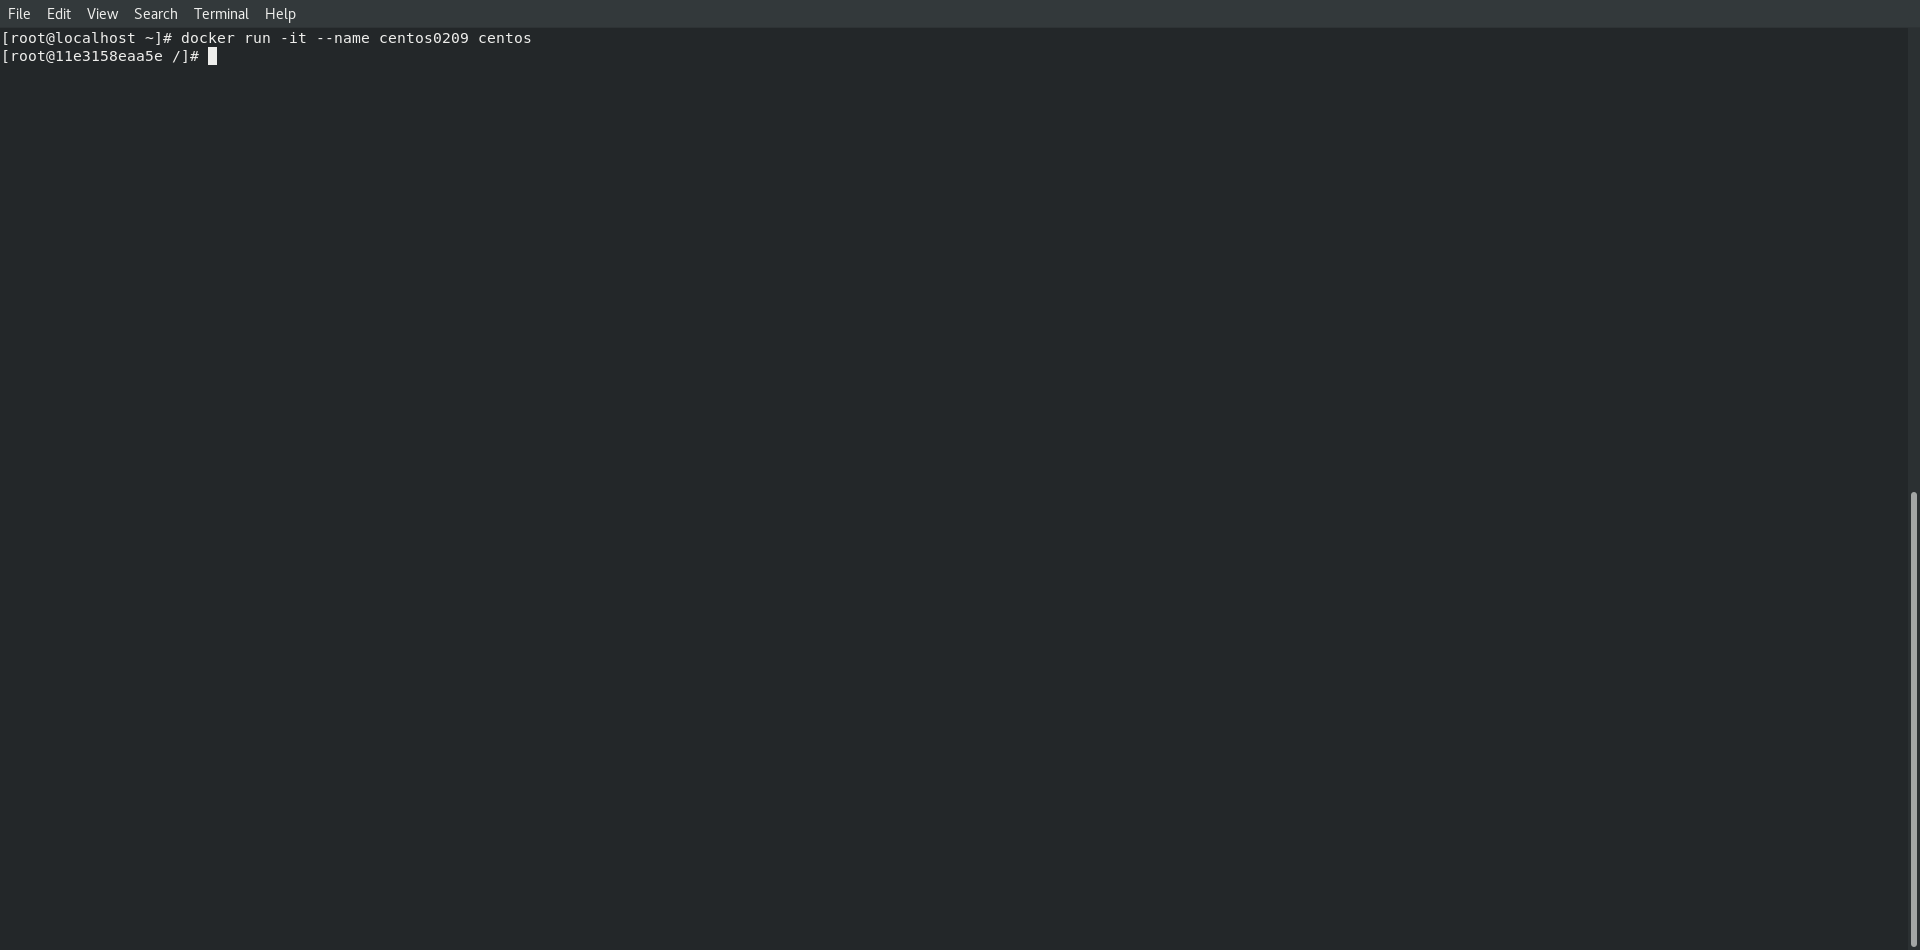 File Edit View Search Terminal Help
[root@localhost ~]# docker run -it --name centos0209 centos
[root@11e3158eaa5e /]#